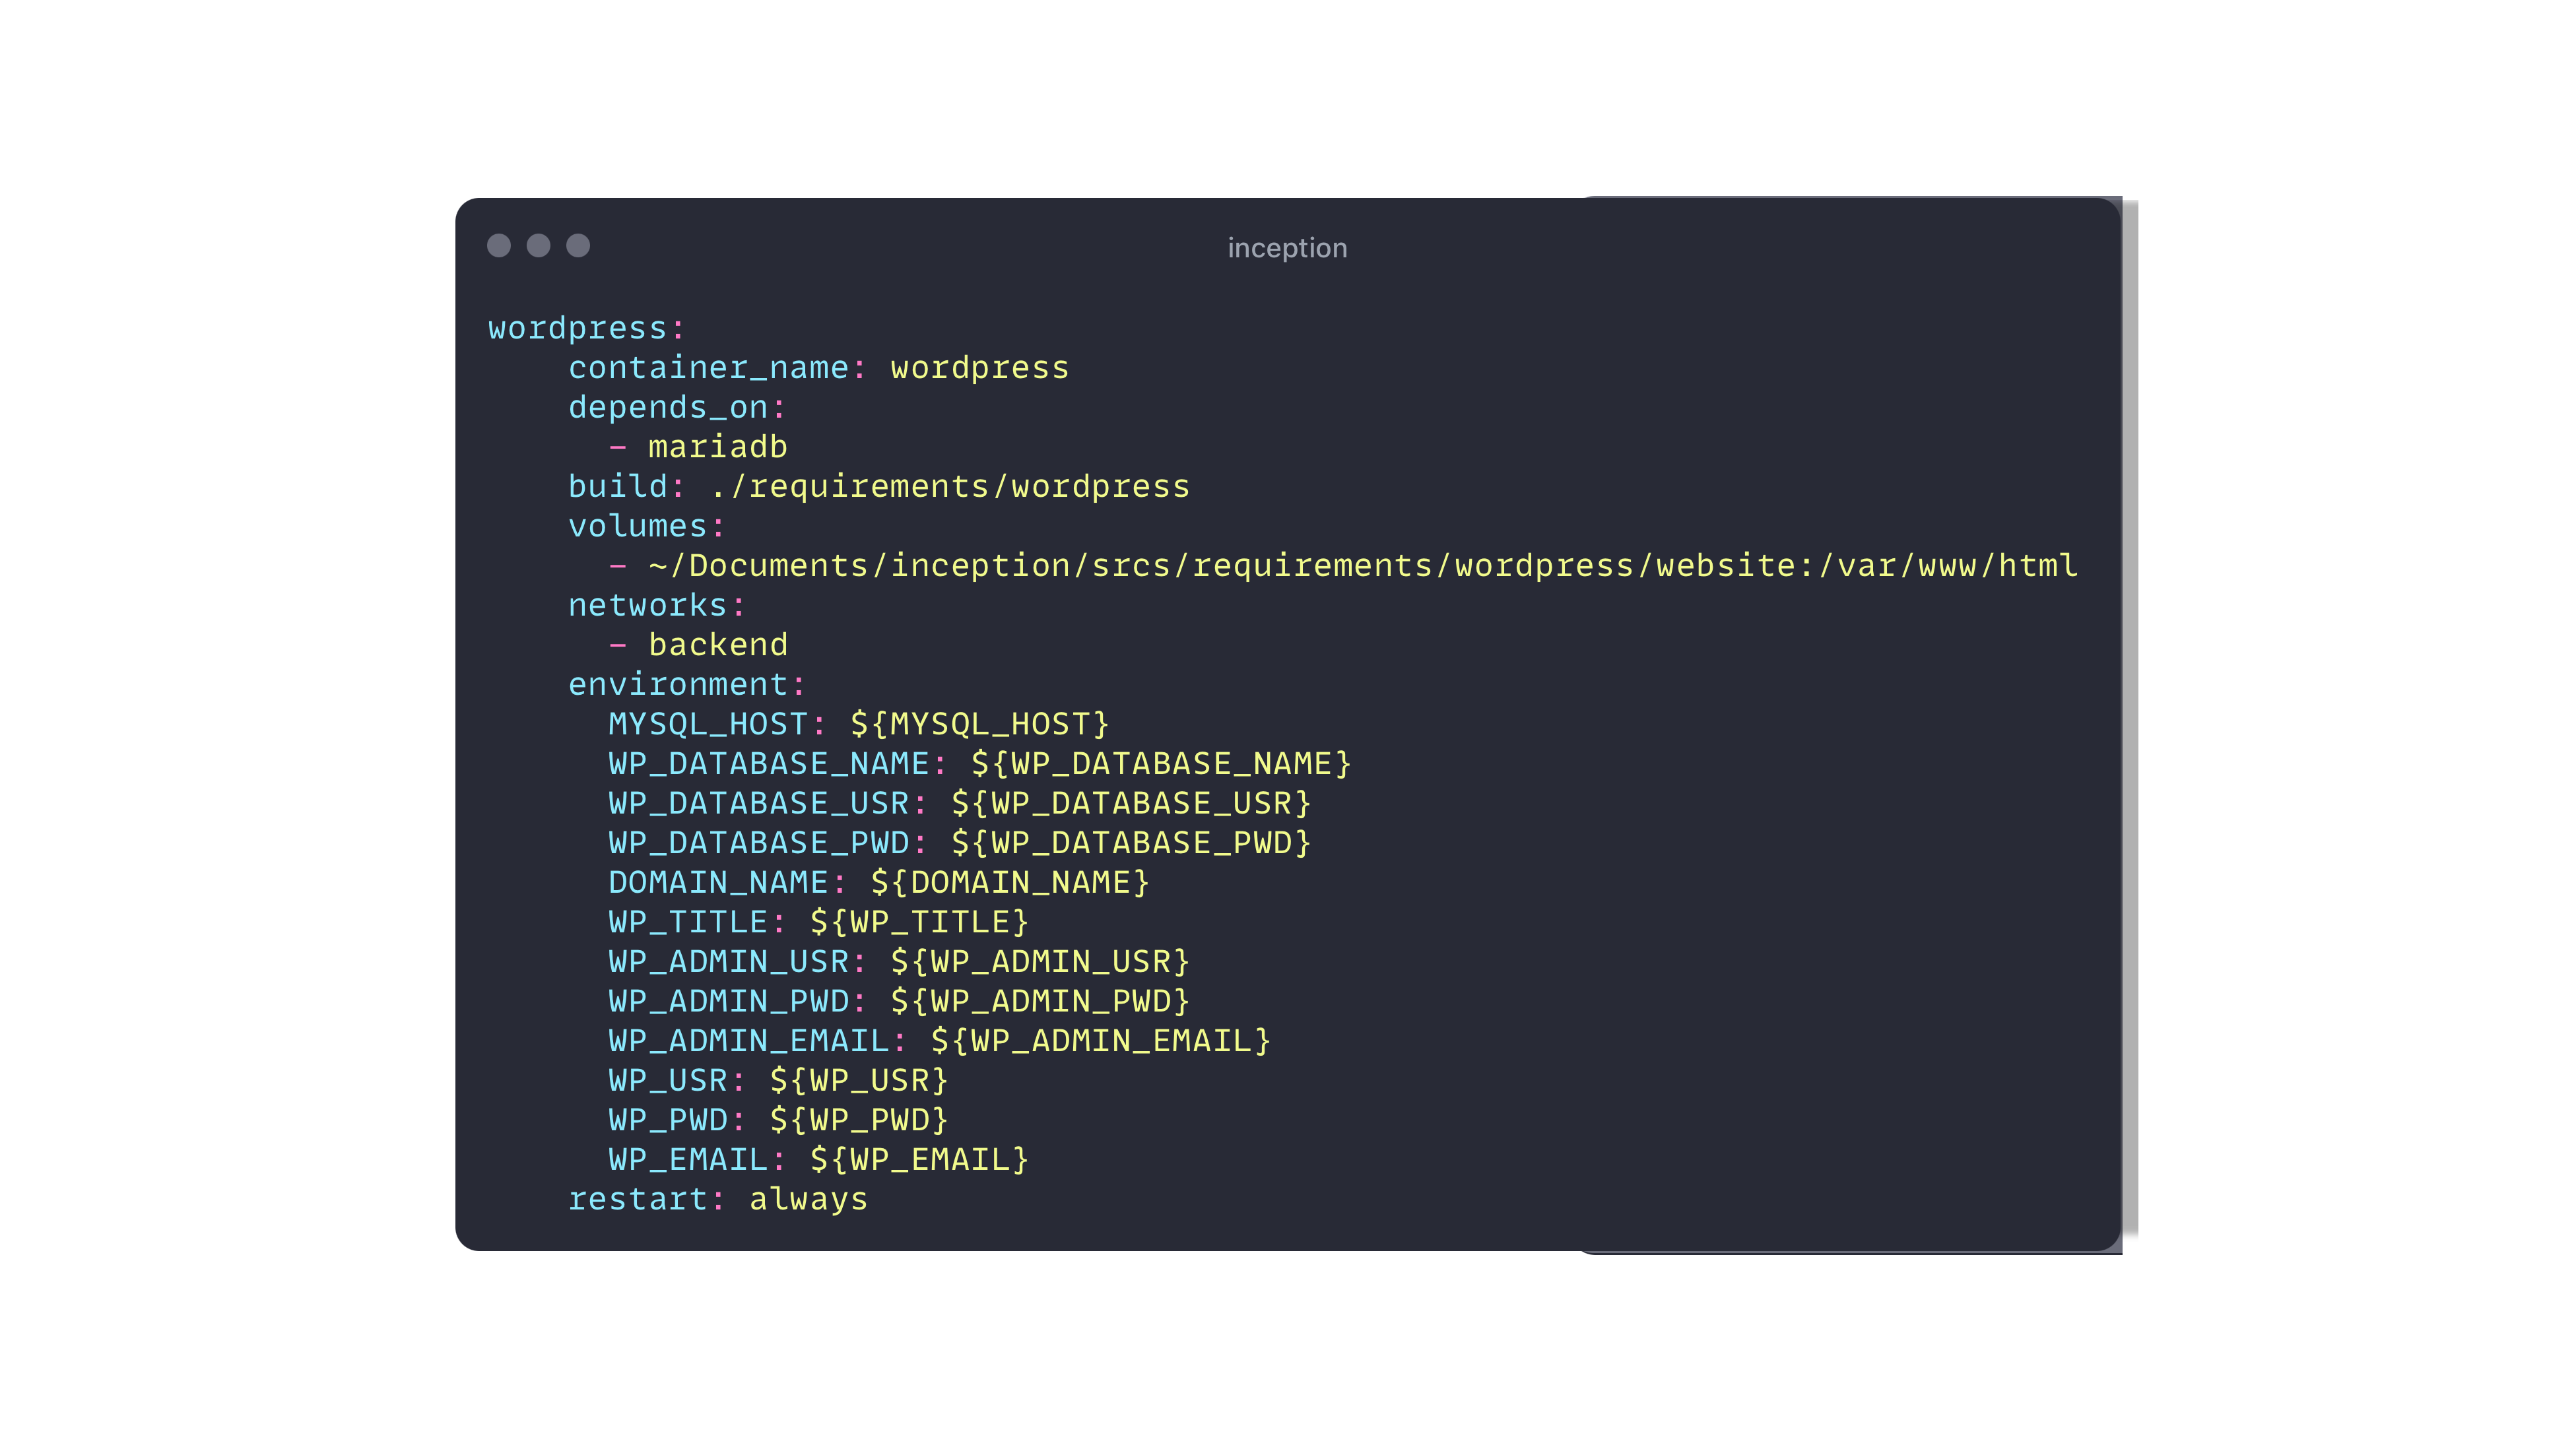 inception
wordpress:
    container_name: wordpress
    depends_on:
      - mariadb
    build: ./requirements/wordpress
    volumes:
      - ~/Documents/inception/srcs/requirements/wordpress/website:/var/www/html
    networks:
      - backend
    environment:
      MYSQL_HOST: ${MYSQL_HOST}
      WP_DATABASE_NAME: ${WP_DATABASE_NAME}
      WP_DATABASE_USR: ${WP_DATABASE_USR}
      WP_DATABASE_PWD: ${WP_DATABASE_PWD}
      DOMAIN_NAME: ${DOMAIN_NAME}
      WP_TITLE: ${WP_TITLE}
      WP_ADMIN_USR: ${WP_ADMIN_USR}
      WP_ADMIN_PWD: ${WP_ADMIN_PWD}
      WP_ADMIN_EMAIL: ${WP_ADMIN_EMAIL}
      WP_USR: ${WP_USR}
      WP_PWD: ${WP_PWD}
      WP_EMAIL: ${WP_EMAIL}
    restart: always